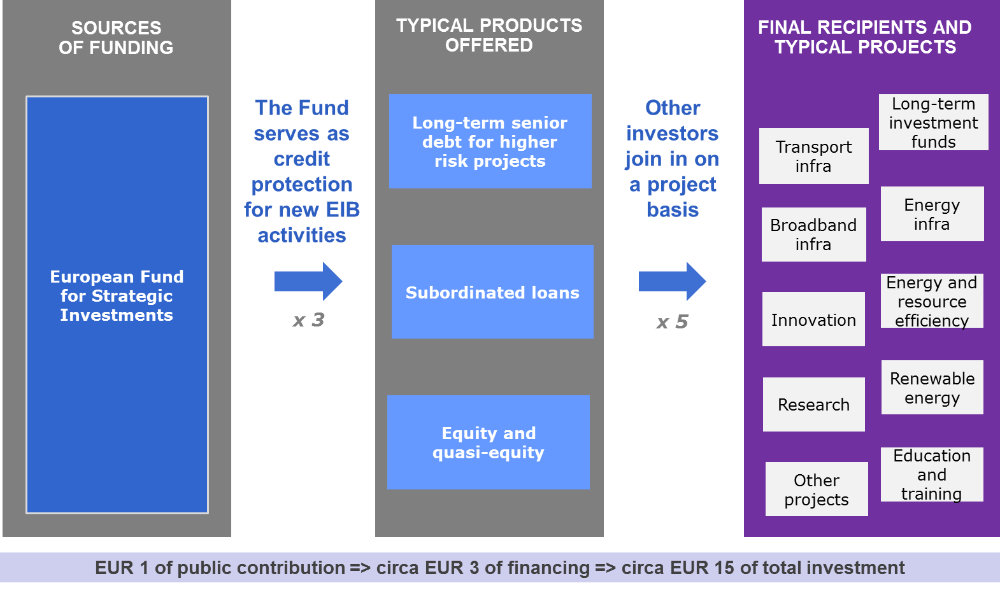 SOURCES
OF FUNDING
European Fund
for Strategic
Investments
The Fund
serves as
credit
protection
for new EIB
activities
x 3
TYPICAL PRODUCTS
OFFERED
Long-term senior
debt for higher
risk projects
Subordinated loans
Equity and
quasi-equity
Other
investors
join in on
a project
basis
x 5
FINAL RECIPIENTS AND
TYPICAL PROJECTS
Transport
infra
Broadband
infra
Innovation
Research
Other
projects
Long-term
investment
funds
Energy
infra
Energy and
resource
efficiency
Renewable
energy
Education
and
training
EUR 1 of public contribution => circa EUR 3 of financing => circa EUR 15 of total investment